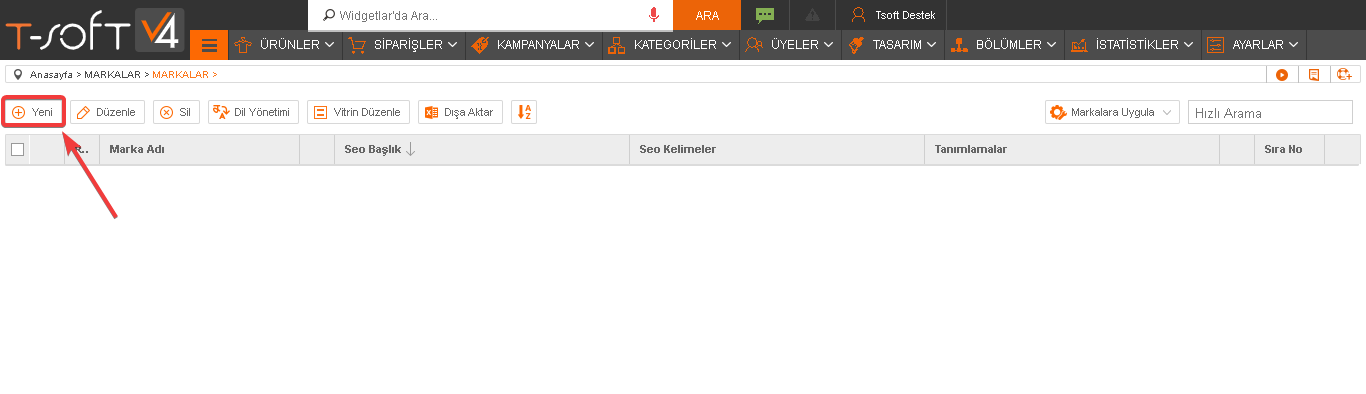 T-SOFT V4
Widgetlar'da Ara... ARA Tsoft Destek
ÜRÜNLER SİPARİŞLER KAMPANYALAR KATEGORİLER ÜYELER TASARIM BÖLÜMLER İSTATİSTİKLER AYARLAR
Anasayfa > MARKALAR > MARKALAR >
Yeni Düzenle Sil Dil Yönetimi Vitrin Düzenle Dışa Aktar Markalara Uygula Hızlı Arama
R.. Marka Adı Seo Başlık Seo Kelimeler Tanımlamalar Sıra No